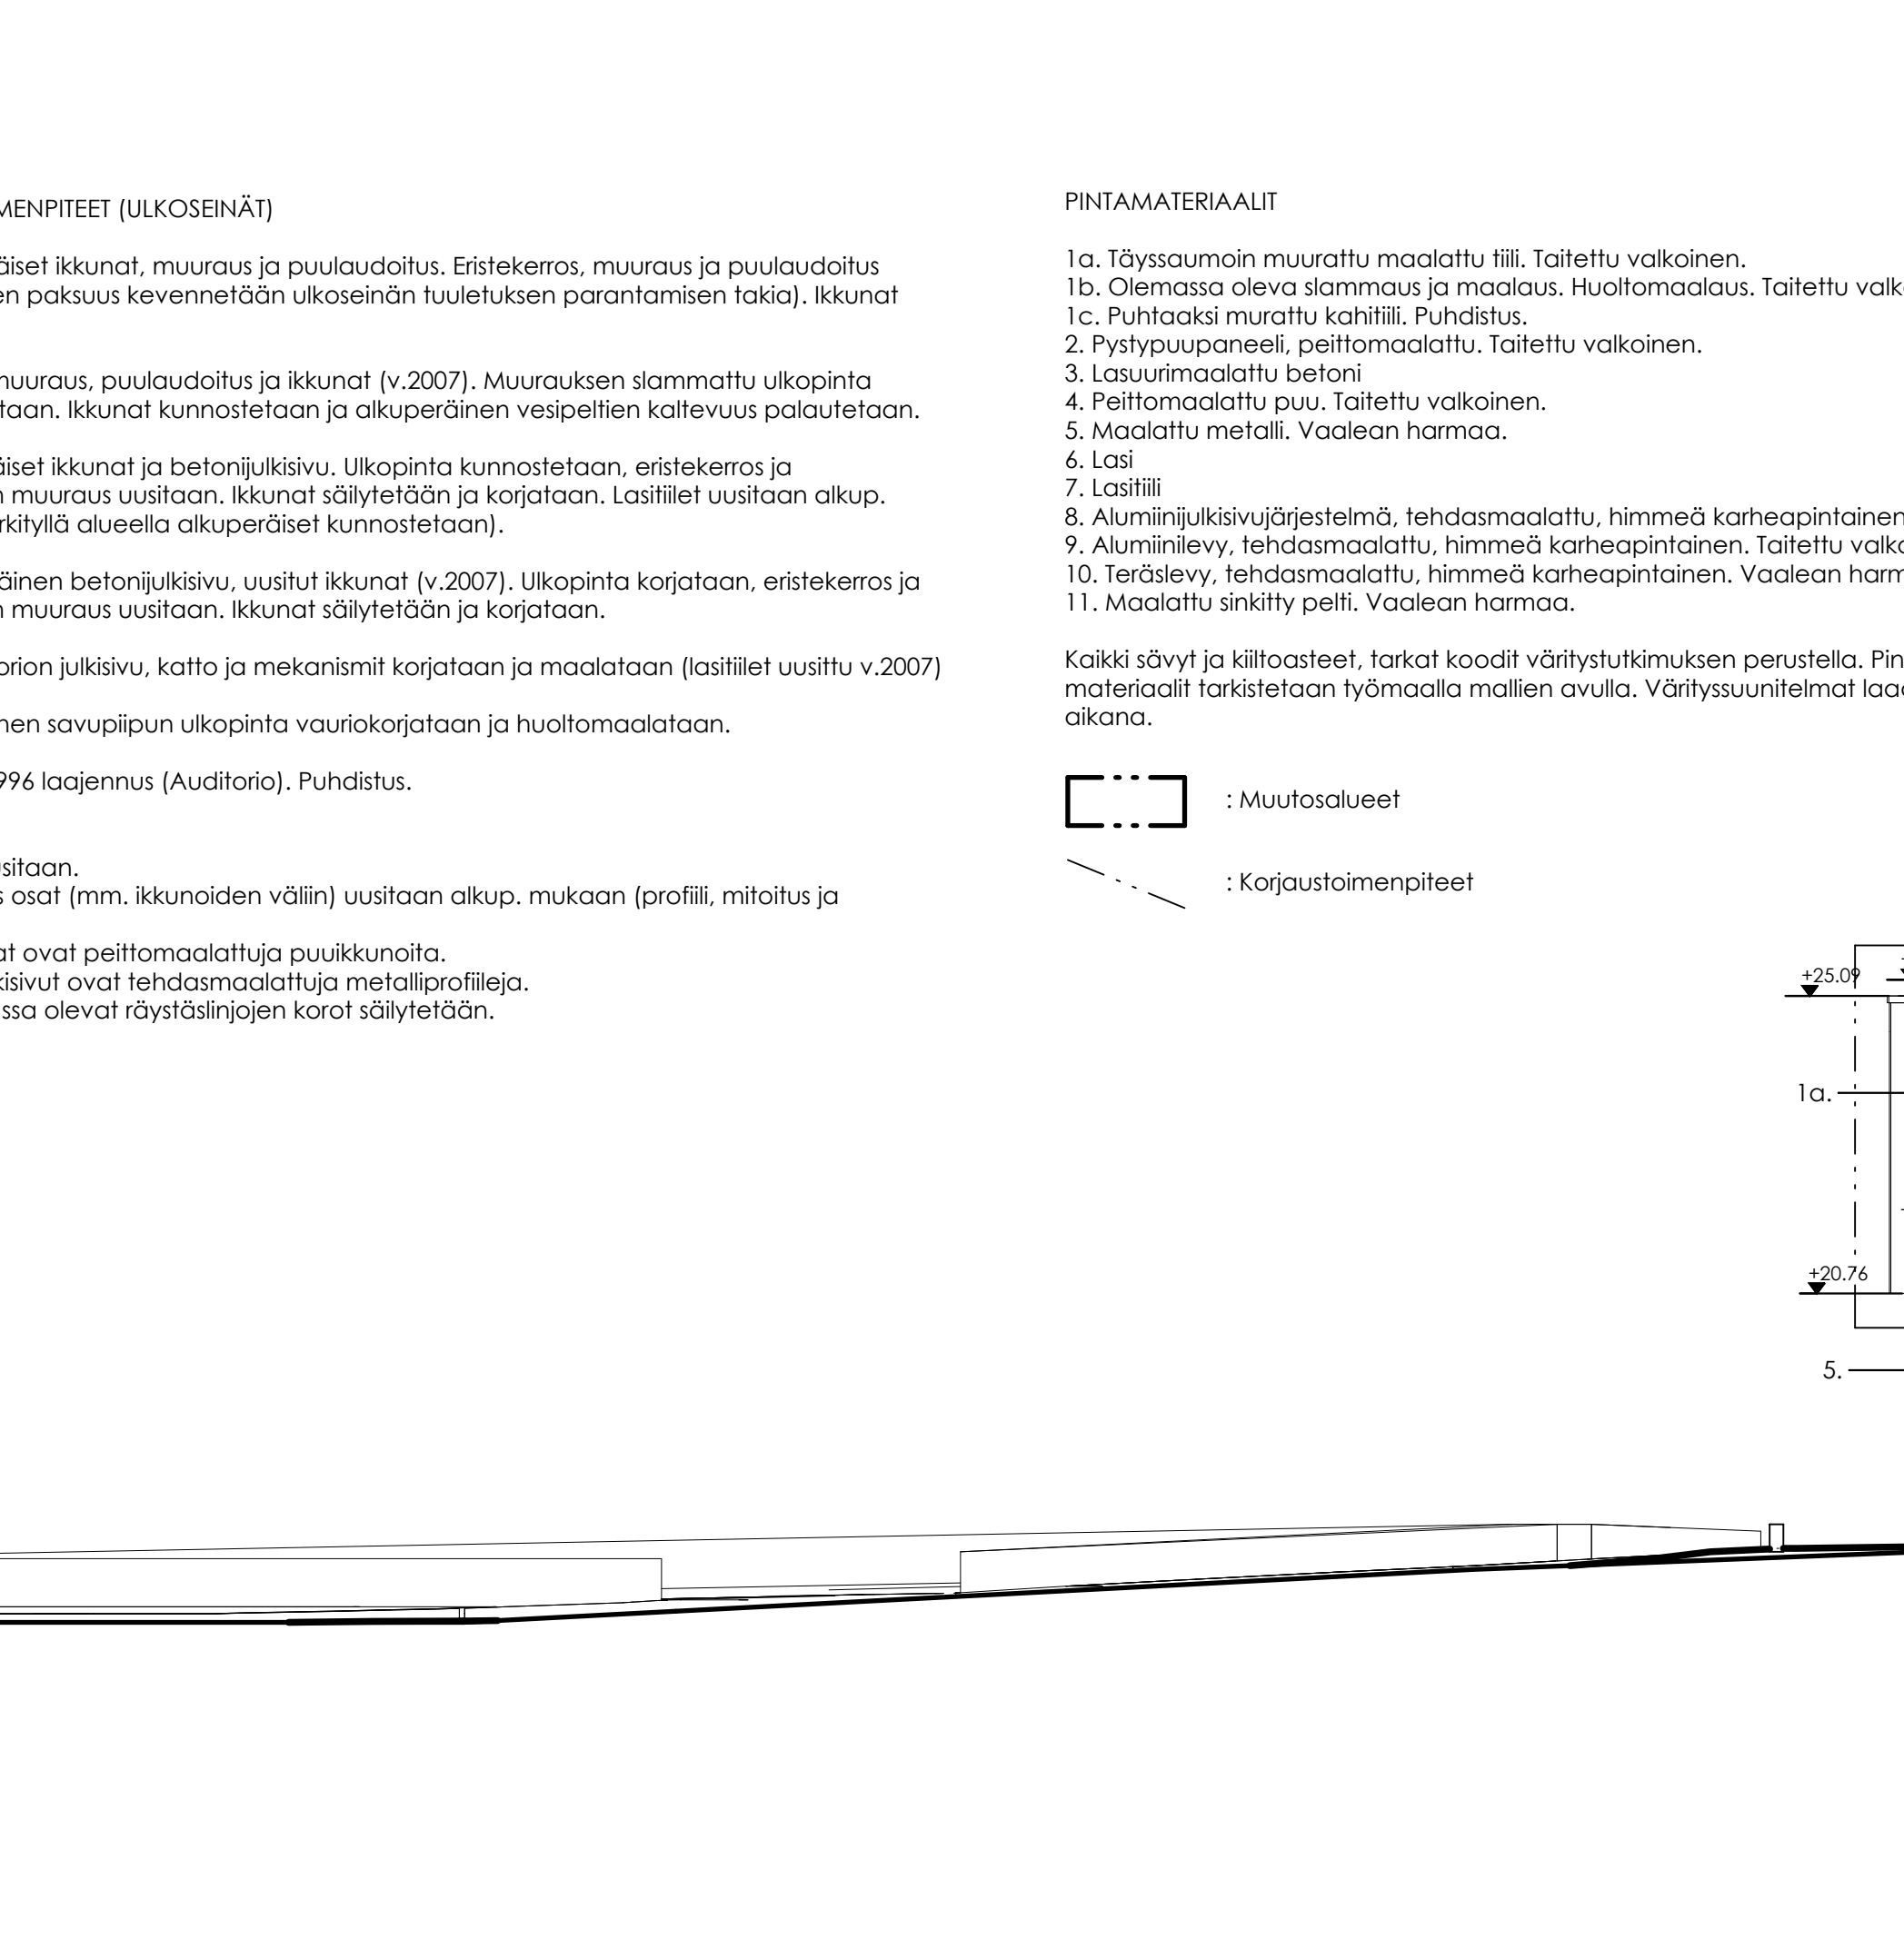 MENPITEET (ULKOSEINÄT)
äiset ikkunat, muuraus ja puulaudoitus. Eristekerros, muuraus ja puulaudoitus
en paksuus kevennetään ulkoseinän tuuletuksen parantamisen takia). Ikkunat
muuraus, puulaudoitus ja ikkunat (v.2007). Muurauksen slammattu ulkopinta
taan. Ikkunat kunnostetaan ja alkuperäinen vesipeltien kaltevuus palautetaan.
äiset ikkunat ja betonijulkisivu. Ulkopinta kunnostetaan, eristekerros ja
n muuraus uusitaan. Ikkunat säilytetään ja korjataan. Lasitiilet uusitaan alkup.
rkityllä alueella alkuperäiset kunnostetaan).
äinen betonijulkisivu, uusitut ikkunat (v.2007). Ulkopinta korjataan, eristekerros ja
n muuraus uusitaan. Ikkunat säilytetään ja korjataan.
orion julkisivu, katto ja mekanismit korjataan ja maalataan (lasitiilet uusittu v.2007)
nen savupiipun ulkopinta vauriokorjataan ja huoltomaalataan.
996 laajennus (Auditorio). Puhdistus.
usitaan.
s osat (mm. ikkunoiden väliin) uusitaan alkup. mukaan (profiili, mitoitus ja
at ovat peittomaalattuja puuikkunoita.
kisivut ovat tehdasmaalattuja metalliprofiileja.
ssa olevat räystäslinjojen korot säilytetään.
PINTAMATERIAALIT
1a. Täyssaumoin muurattu maalattu tiili. Taitettu valkoinen.
1b. Olemassa oleva slammaus ja maalaus. Huoltomaalaus. Taitettu valk
1c. Puhtaaksi murattu kahitiili. Puhdistus.
2. Pystypuupaneeli, peittomaalattu. Taitettu valkoinen.
3. Lasuurimaalattu betoni
4. Peittomaalattu puu. Taitettu valkoinen.
5. Maalattu metalli. Vaalean harmaa.
6. Lasi
7. Lasitiili
8. Alumiinijulkisivujärjestelmä, tehdasmaalattu, himmeä karheapintainen
9. Alumiinilevy, tehdasmaalattu, himmeä karheapintainen. Taitettu valko
10. Teräslevy, tehdasmaalattu, himmeä karheapintainen. Vaalean harm
11. Maalattu sinkitty pelti. Vaalean harmaa.
Kaikki sävyt ja kiiltoasteet, tarkat koodit väritystutkimuksen perustella. Pin
materiaalit tarkistetaan työmaalla mallien avulla. Värityssuunitelmat laad
aikana.
: Muutosalueet
: Korjaustoimenpiteet
+25.09
1a.
+20.76
5.